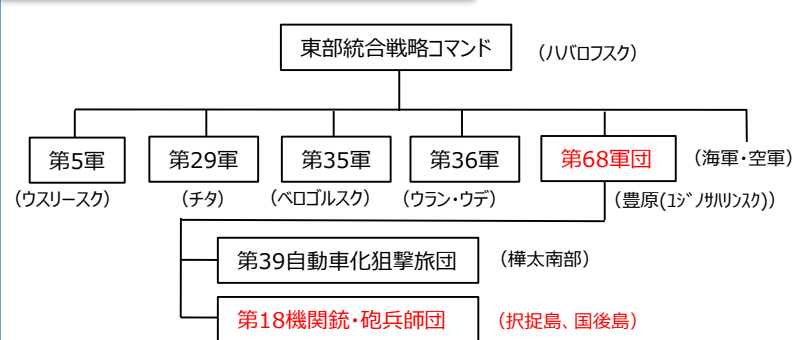 東部統合戦略コマンド
(ハバロフスク)
第5軍
第29軍
第35軍
第36軍
第68軍団
(海軍・空軍)
(ウスリースク)
(チタ)
(ベロゴルスク)
(ウラン・ウデ)
(豊原(ユジノサハリンスク))
第39自動車化狙撃旅団
(樺太南部)
第18機関銃・砲兵師団
(択捉島、国後島)